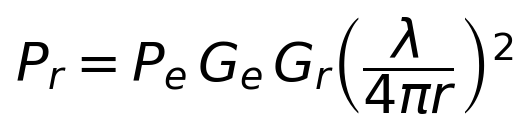 P_r = P_e G_e G_r (λ / 4πr)^2